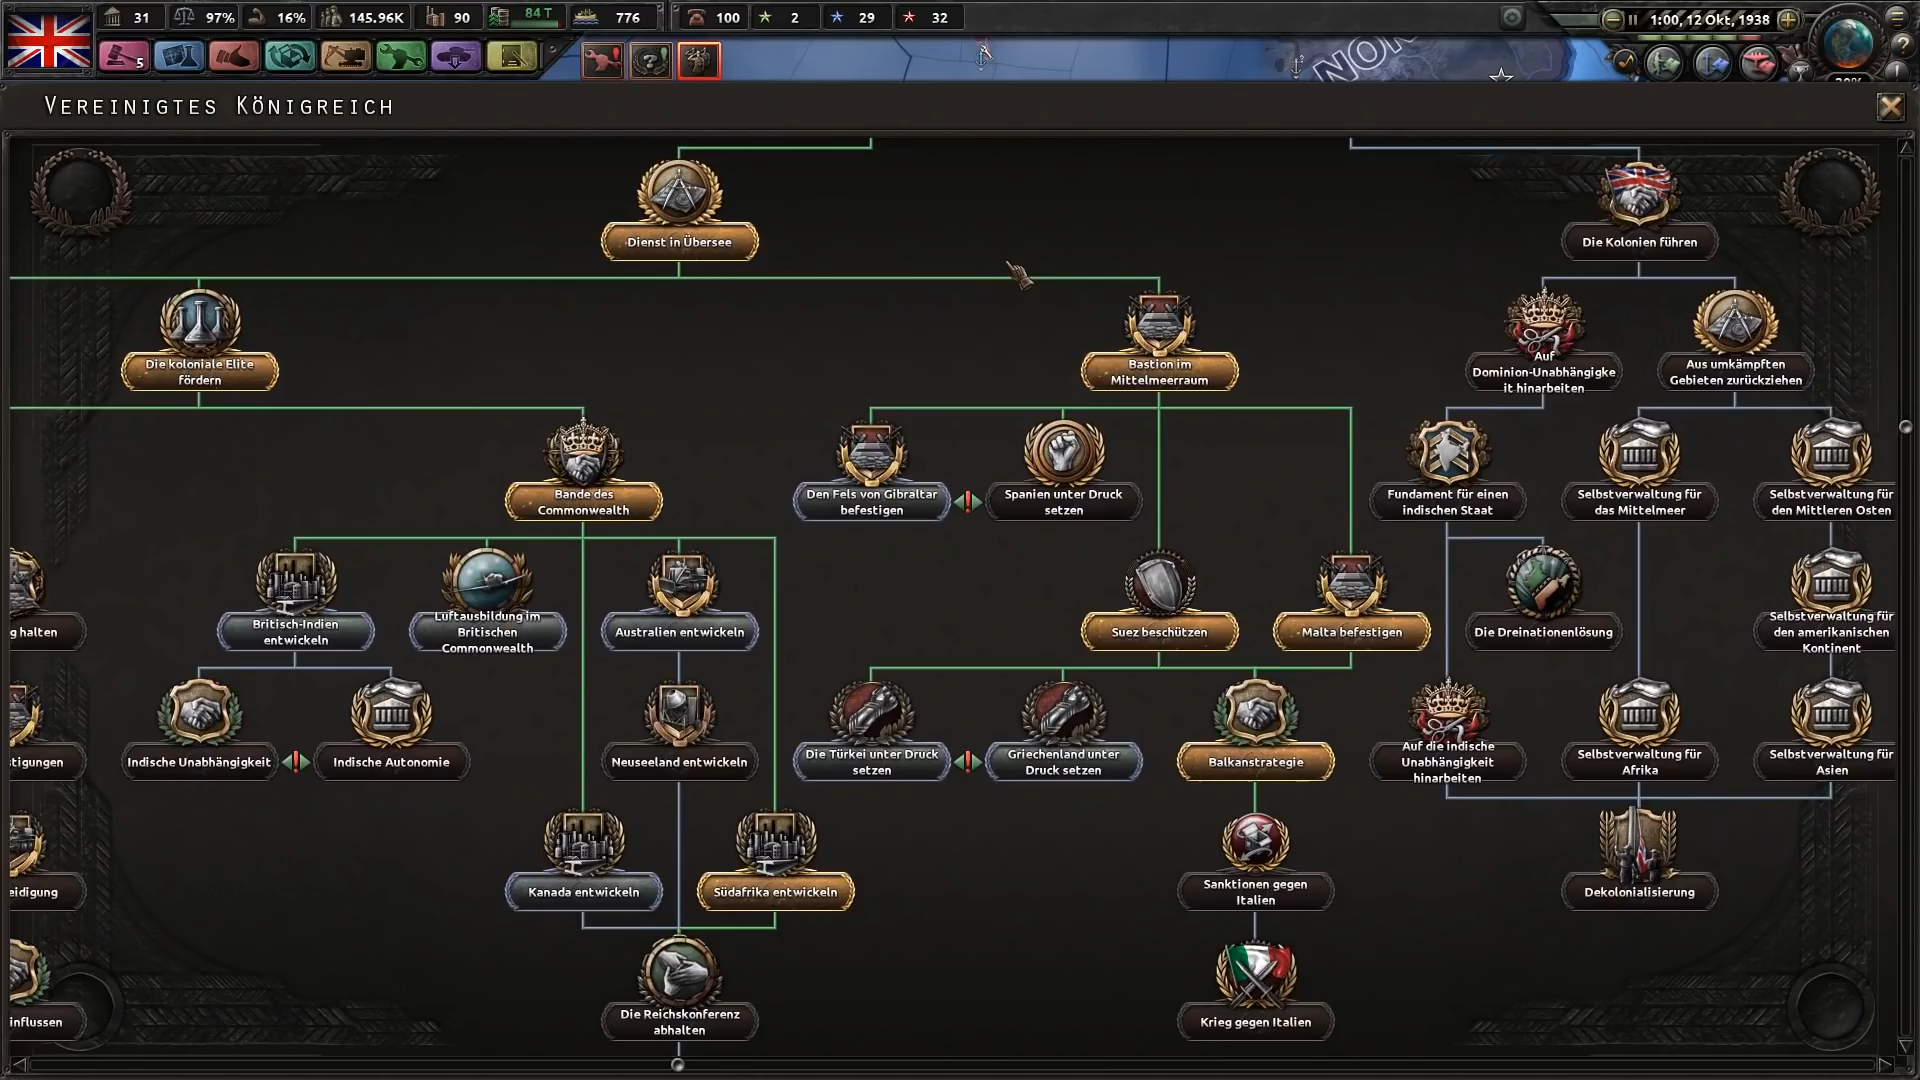 31 97% 16% 145.96K 90 84 T 776 100 2 29 32 1:00, 12 Okt, 1938
5
NOR
VEREINIGTES KÖNIGREICH
Dienst in Übersee
Die Kolonien führen
Die koloniale Elite
fördern
Bastion im
Mittelmeerraum
Auf
Dominion-Unabhängigke
it hinarbeiten
Aus umkämpften
Gebieten zurückziehen
Bande des
Commonwealth
Den Fels von Gibraltar
befestigen
Spanien unter Druck
setzen
Fundament für einen
indischen Staat
Selbstverwaltung für
das Mittelmeer
Selbstverwaltung für
den Mittleren Osten
g halten
Britisch-Indien
entwickeln
Luftausbildung im
Britischen
Commonwealth
Australien entwickeln
Suez beschützen
Malta befestigen
Die Dreinationenlösung
Selbstverwaltung für
den amerikanischen
Kontinent
tigungen
Indische Unabhängigkeit
Indische Autonomie
Neuseeland entwickeln
Die Türkei unter Druck
setzen
Griechenland unter
Druck setzen
Balkanstrategie
Auf die indische
Unabhängigkeit
hinarbeiten
Selbstverwaltung für
Afrika
Selbstverwaltung für
Asien
eidigung
Kanada entwickeln
Südafrika entwickeln
Sanktionen gegen
Italien
Dekolonialisierung
influssen
Die Reichskonferenz
abhalten
Krieg gegen Italien